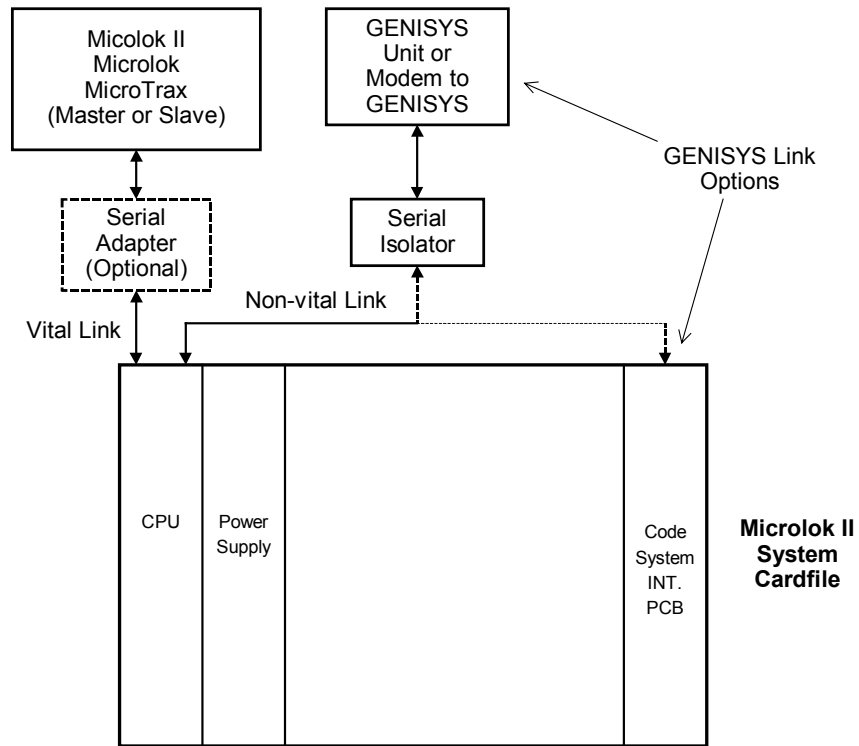 Micolok II
Microlok
MicroTrax
(Master or Slave)
GENISYS
Unit or
Modem to
GENISYS
GENISYS Link
Options
Serial
Adapter
(Optional)
Serial
Isolator
Non-vital Link
Vital Link
CPU
Power
Supply
Code
System
INT.
PCB
Microlok II
System
Cardfile